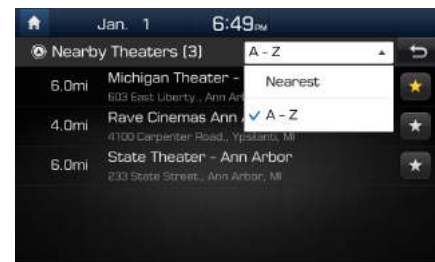 Jan. 1 6:49PM
Nearby Theaters (3) A - Z
Nearest
A - Z
6.0mi Michigan Theater -
603 East Liberty., Ann Ar
4.0mi Rave Cinemas Ann
4100 Carpenter Road., Ypsilanti, MI
6.0mi State Theater - Ann Arbor
233 State Street., Ann Arbor, MI